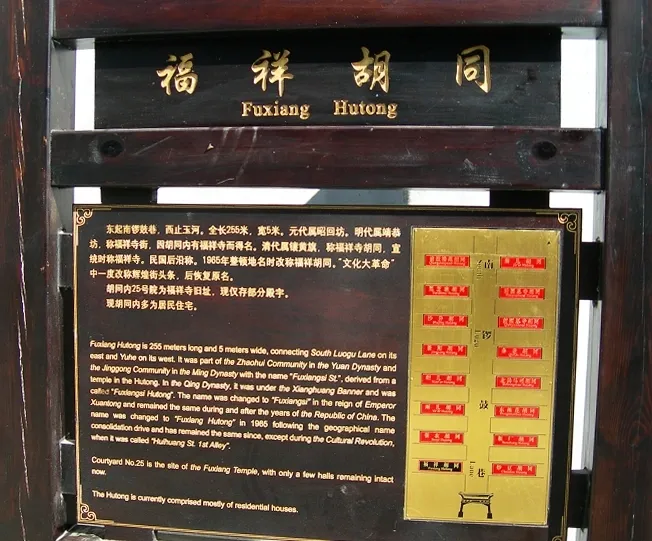 福祥胡同
Fuxiang Hutong
东起南锣鼓巷，西止玉河。全长255米，宽5米。元代属昭回坊。明代属靖恭
坊，称福祥寺街，因胡同内有福祥寺而得名。清代属镶黄旗，称福祥寺胡同，宣
统时称福祥寺。民国后沿称。1965年整顿地名时改称福祥胡同。“文化大革命”
中一度改称辉煌街头条，后恢复原名。
胡同内25号院为福祥寺旧址，现仅存部分殿宇。
现胡同内多为居民住宅。
Fuxiang Hutong is 255 meters long and 5 meters wide, connecting South Luogu Lane on its
east and Yuhe on its west. It was part of the Zhaohui Community in the Yuan Dynasty and
the Jinggong Community in the Ming Dynasty with the name "Fuxiangsi St.", derived from a
temple in the Hutong. In the Qing Dynasty, it was under the Xianghuang Banner and was
called "Fuxiangsi Hutong". The name was changed to "Fuxiangsi" in the reign of Emperor
Xuantong and remained the same during and after the years of the Republic of China. The
name was changed to "Fuxiang Hutong" in 1965 following the geographical name
consolidation drive and has remained the same since, except during the Cultural Revolution,
when it was called "Huihuang St. 1st Alley".
Courtyard No.25 is the site of the Fuxiang Temple, with only a few halls remaining intact
now.
The Hutong is currently comprised mostly of residential houses.
南
锣
鼓
巷
福祥胡同